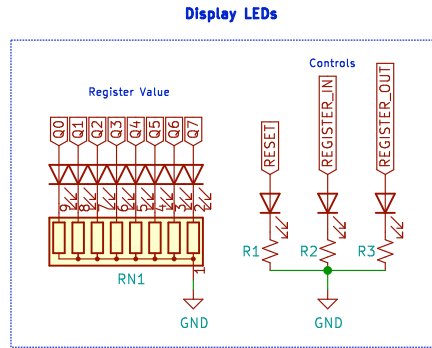 Display LEDs
Controls
Register Value
Q0 Q1 Q2 Q3 Q4 Q5 Q6 Q7
RESET
REGISTER_IN
REGISTER_OUT
9 8 7 6 5 4 3 2
R1 R2 R3
1
RN1
GND GND